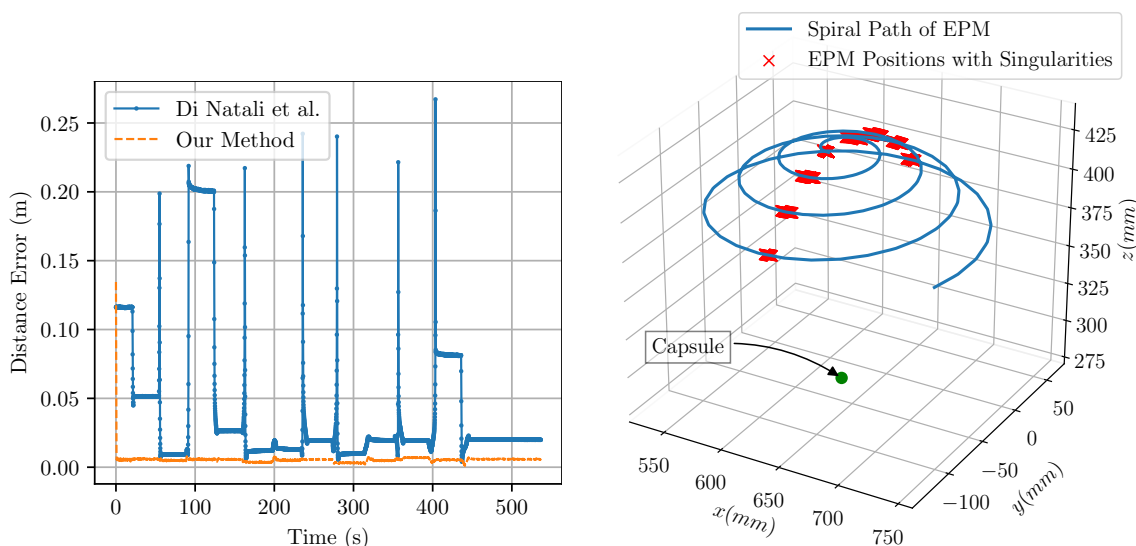 Di Natali et al.
Our Method
0.25
0.20
0.15
0.10
0.05
0.00
Distance Error (m)
0 100 200 300 400 500
Time (s)
Spiral Path of EPM
EPM Positions with Singularities
425
400
375
350
325
300
275
z(mm)
Capsule
50
0
−50
−100
y(mm)
550
600
650
700
750
x(mm)